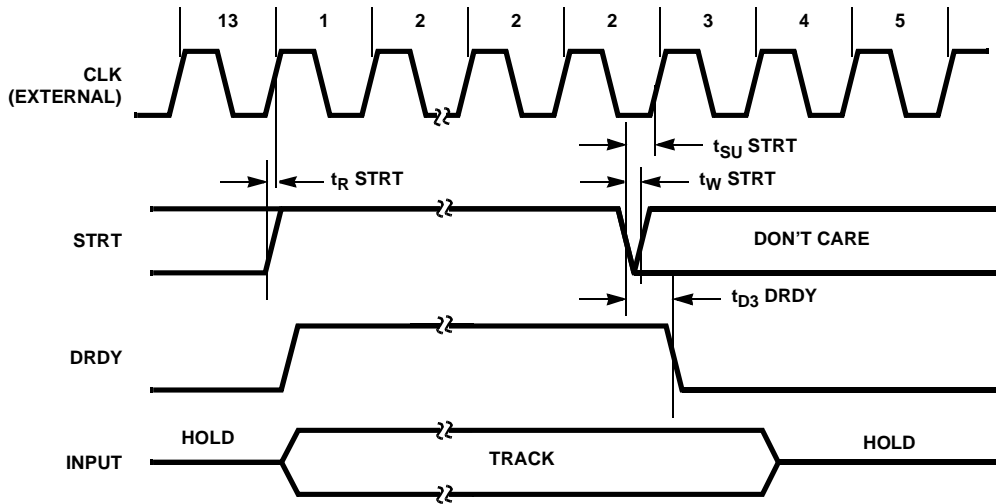 13 1 2 2 2 3 4 5
CLK
(EXTERNAL)
tSU STRT
tR STRT
tW STRT
STRT
DON'T CARE
tD3 DRDY
DRDY
HOLD
HOLD
INPUT
TRACK